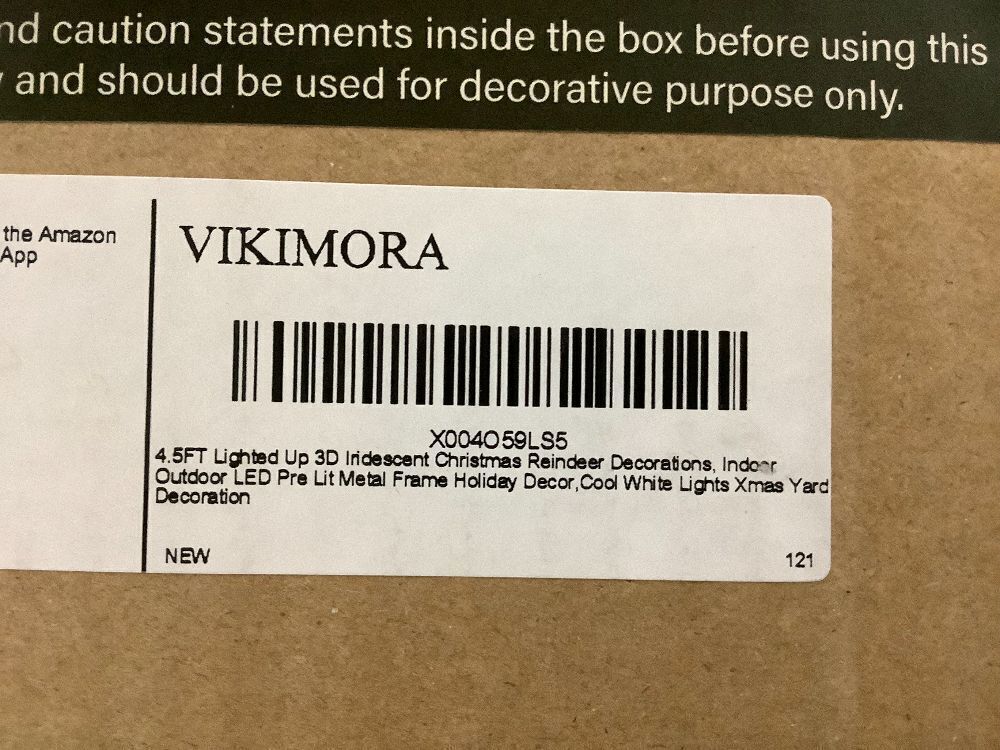 nd caution statements inside the box before using this
and should be used for decorative purpose only.
the Amazon
App
VIKIMORA
X004O59LS5
4.5FT Lighted Up 3D Iridescent Christmas Reindeer Decorations, Indoor
Outdoor LED Pre Lit Metal Frame Holiday Decor,Cool White Lights Xmas Yard
Decoration
NEW
121